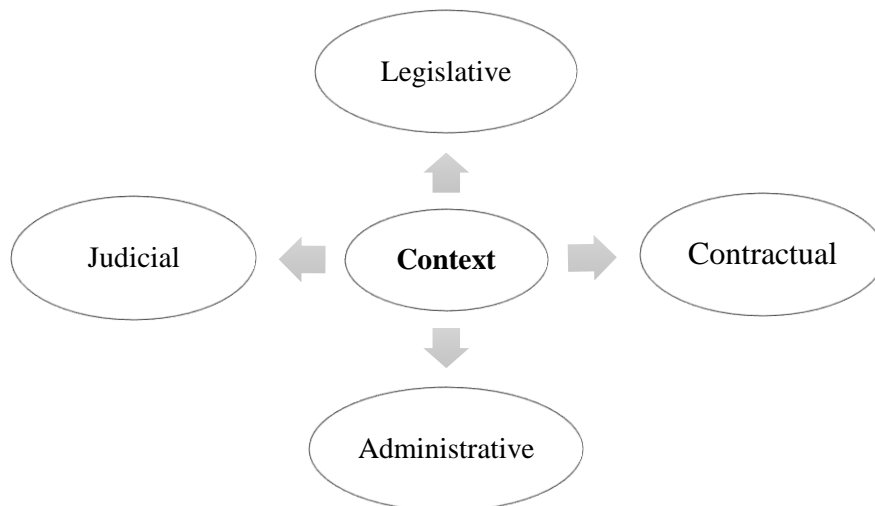 Legislative
Judicial
Context
Contractual
Administrative